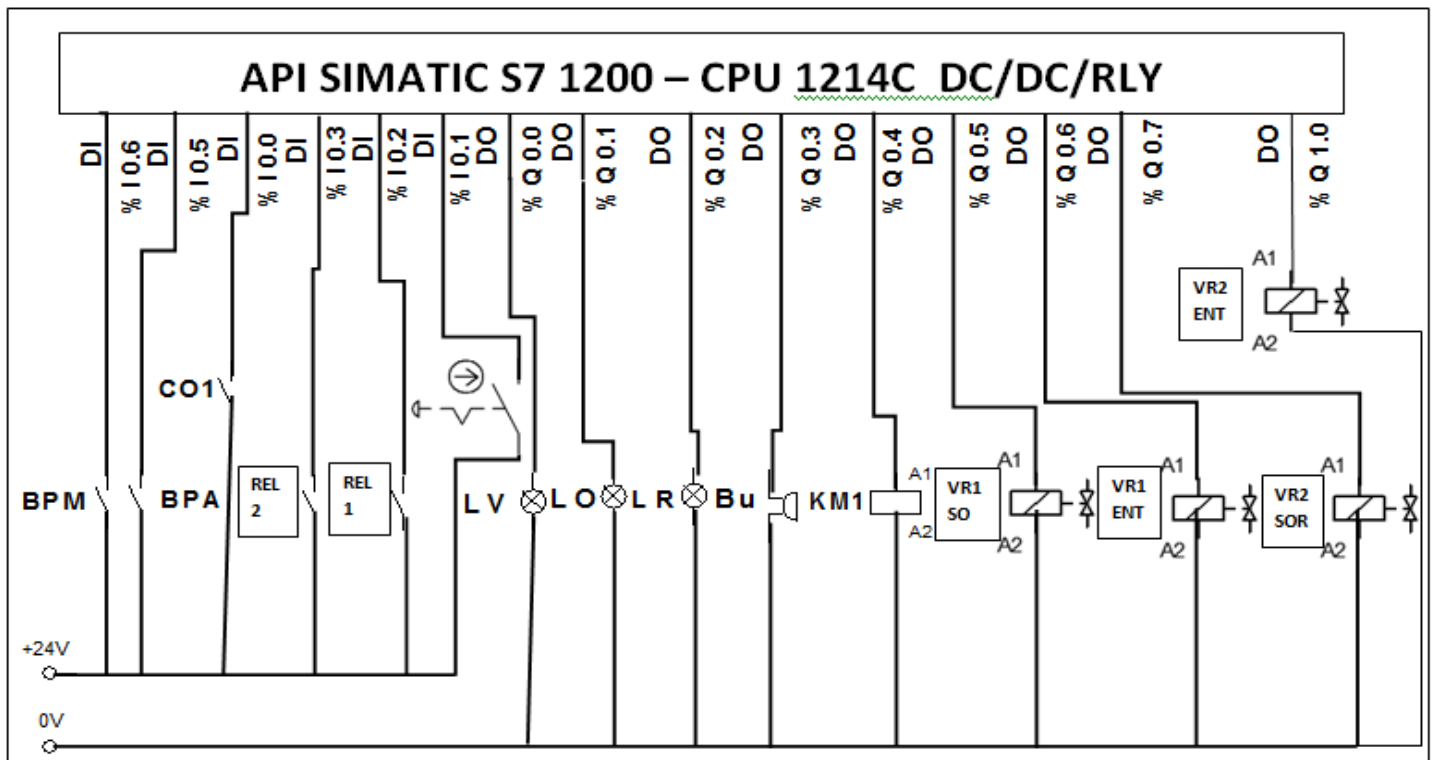 API SIMATIC S7 1200 – CPU 1214C DC/DC/RLY
DI
% I 0.6
DI
% I 0.5
DI
% I 0.0
DI
% I 0.3
DI
% I 0.2
DI
% I 0.1
DO
% Q 0.0
DO
% Q 0.1
DO
% Q 0.2
DO
% Q 0.3
DO
% Q 0.4
DO
% Q 0.5
DO
% Q 0.6
DO
% Q 0.7
DO
% Q 1.0
A1
VR2
ENT
A2
CO1
BPM
BPA
REL
2
REL
1
LV
LO
LR
Bu
KM1
A1
A2
VR1
SO
A1
A2
VR1
ENT
A1
A2
VR2
SOR
A1
A2
+24V
0V